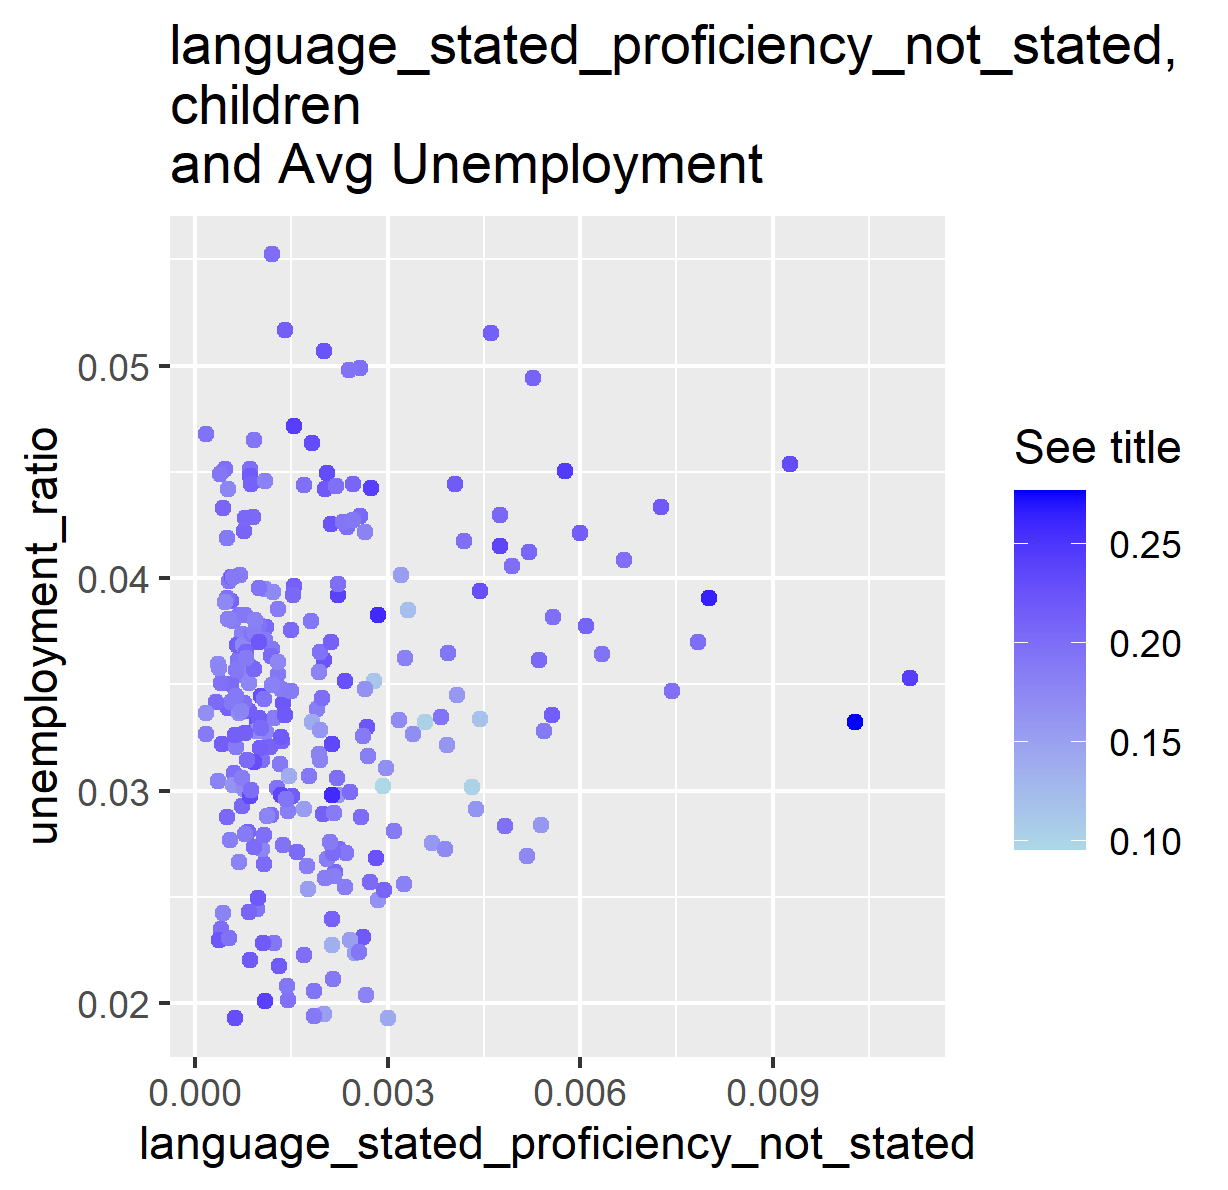 language_stated_proficiency_not_stated,
children
and Avg Unemployment
unemployment_ratio
0.05
0.04
0.03
0.02
0.000
0.003
0.006
0.009
language_stated_proficiency_not_stated
See title
0.25
0.20
0.15
0.10